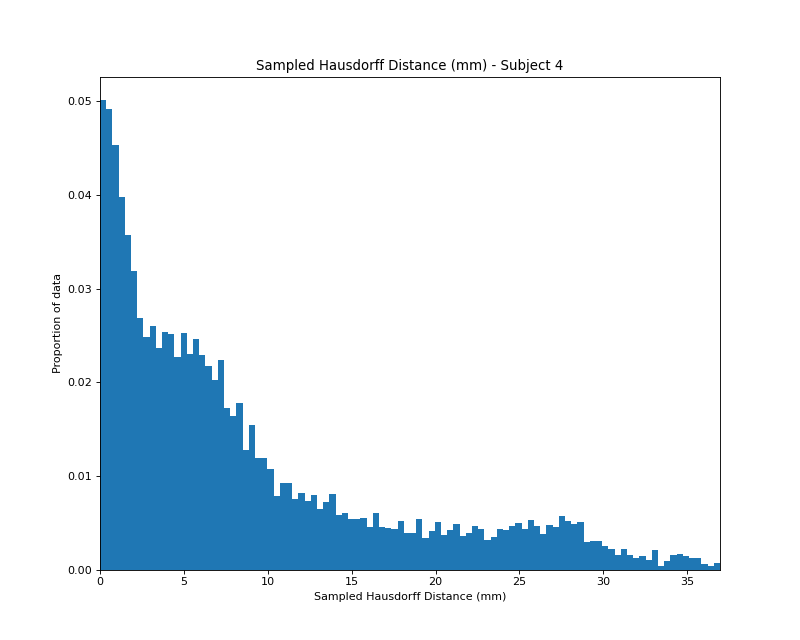 Sampled Hausdorff Distance (mm) - Subject 4
0.05
0.04
0.03
0.02
0.01
0.00
Proportion of data
0 5 10 15 20 25 30 35
Sampled Hausdorff Distance (mm)